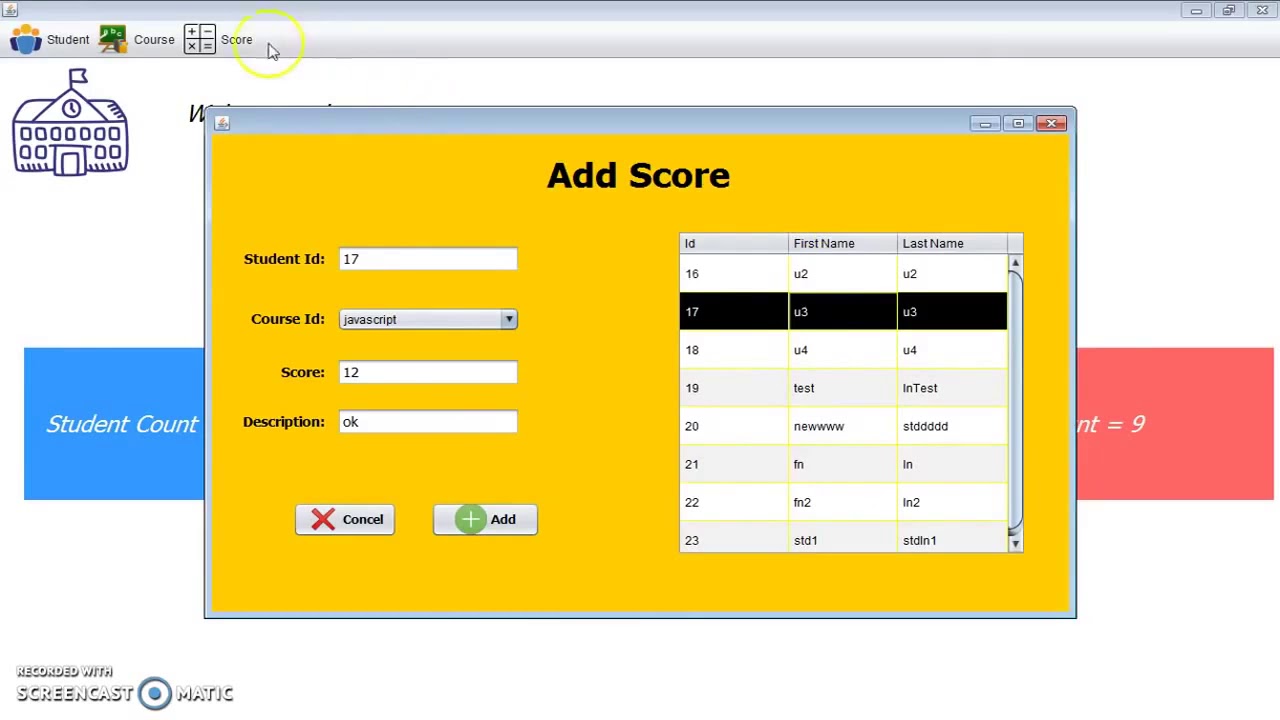 Student Course Score
Add Score
Student Id: 17
Course Id: javascript
Score: 12
Description: ok
Concel Add
Id First Name Last Name
16 u2 u2
17 u3 u3
18 u4 u4
19 test lnTest
20 newwww stddddd
21 fn ln
22 fn2 ln2
23 std1 stdln1
Student Count
nt = 9
RECORDED WITH
SCREENCAST MATIC